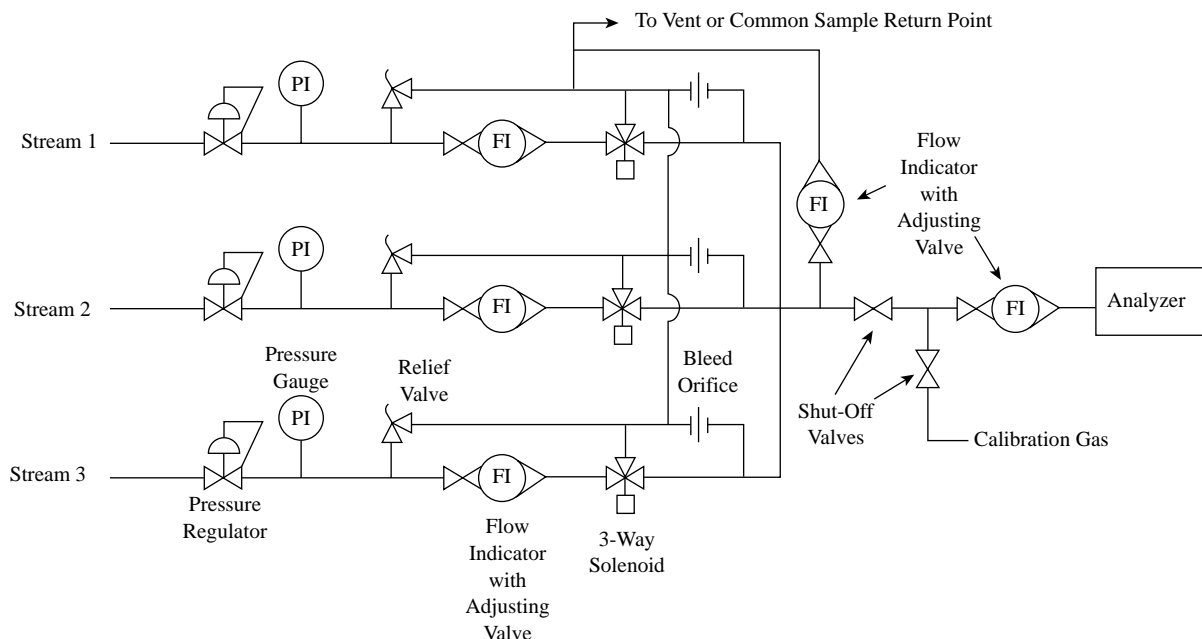 To Vent or Common Sample Return Point
PI
Stream 1
FI
Flow
Indicator
with
Adjusting
Valve
FI
PI
Stream 2
FI
FI
Analyzer
Pressure
Gauge
Relief
Valve
Bleed
Orifice
Shut-Off
Valves
PI
Calibration Gas
Stream 3
FI
Pressure
Regulator
Flow
Indicator
with
Adjusting
Valve
3-Way
Solenoid